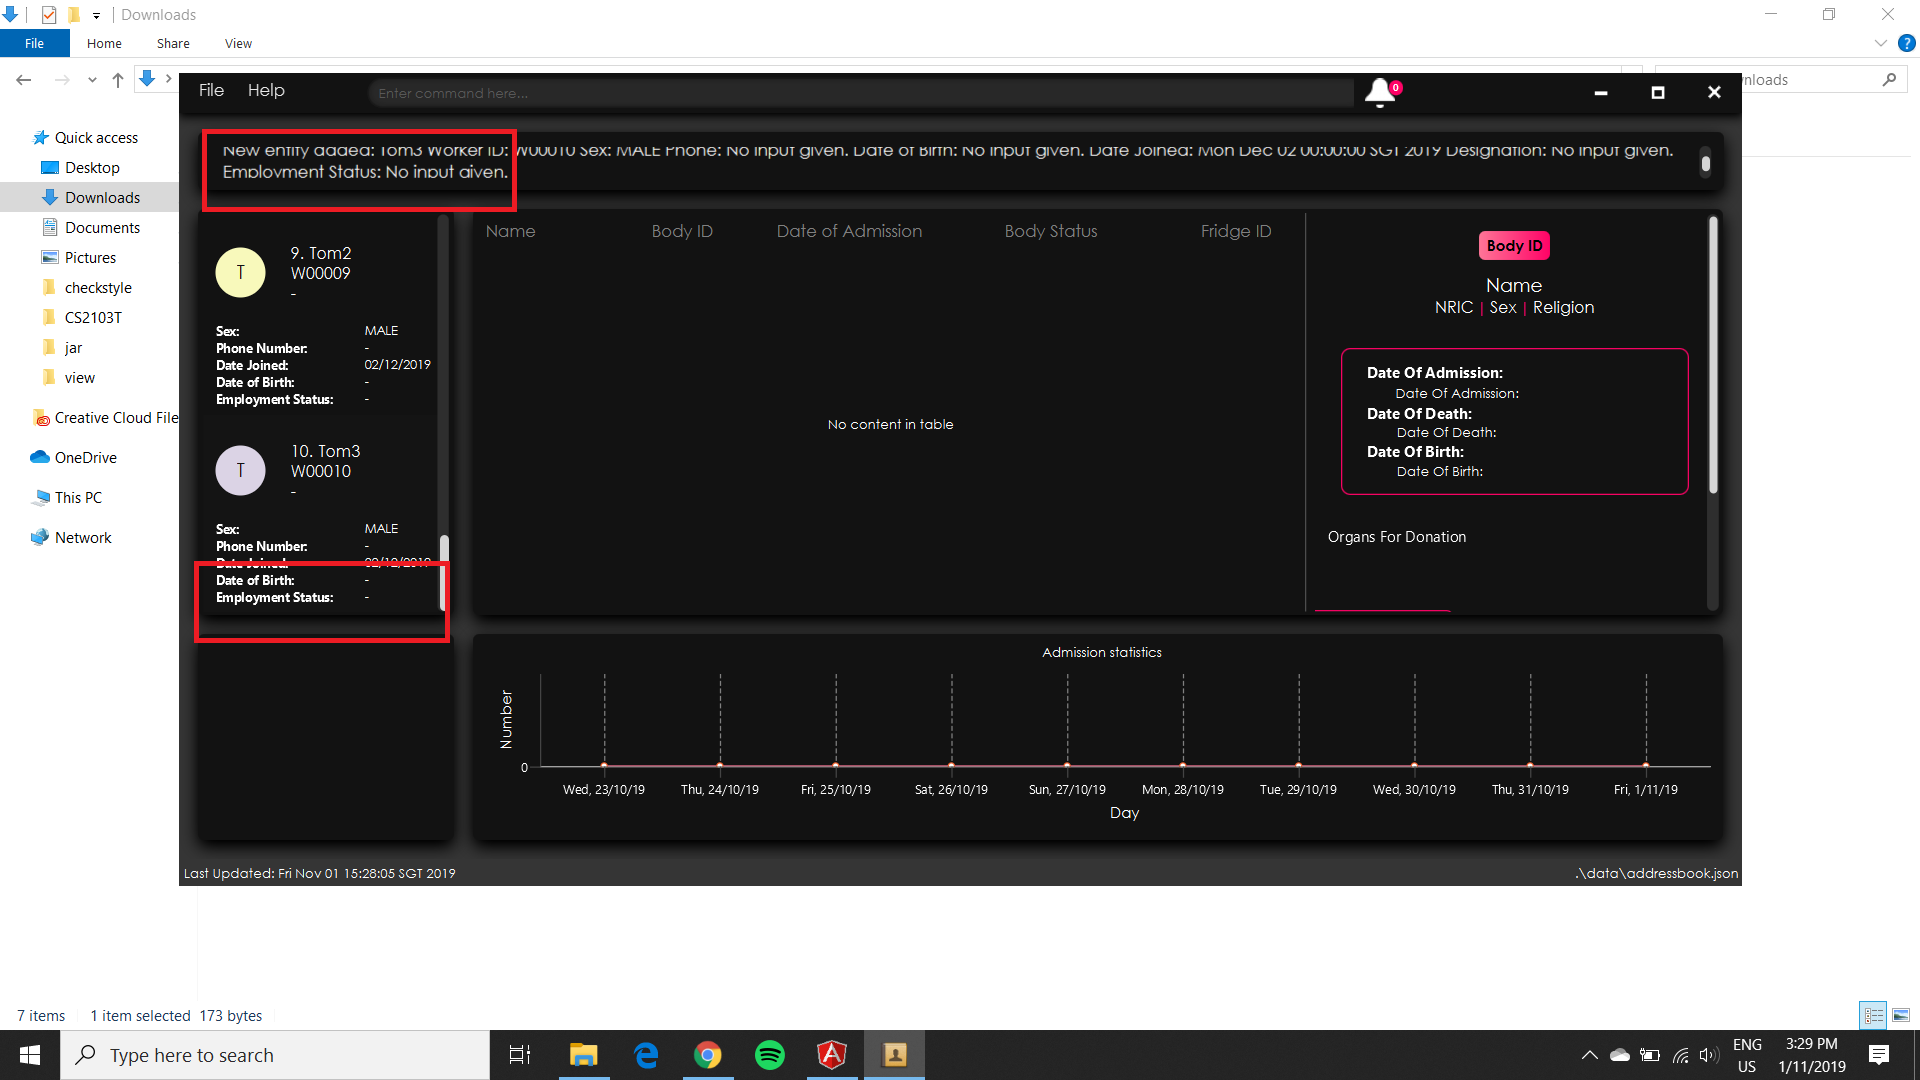 Downloads
File Home Share View
nloads
Quick access
Desktop
Downloads
Documents
Pictures
checkstyle
CS2103T
jar
view
Creative Cloud File
OneDrive
This PC
Network
File Help Enter command here... 0
New entity added: Tom3 Worker ID: W00010 Sex: MALE Phone: No input given. Date of Birth: No input given. Date Joined: Mon Dec 02 00:00:00 SGT 2019 Designation: No input given.
Employment Status: No input given.
T
9. Tom2
W00009
-
Sex: MALE
Phone Number: -
Date Joined: 02/12/2019
Date of Birth: -
Employment Status: -
T
10. Tom3
W00010
-
Sex: MALE
Phone Number: -
Date Joined: 02/12/2019
Date of Birth: -
Employment Status: -
Name Body ID Date of Admission Body Status Fridge ID
No content in table
Body ID
Name
NRIC | Sex | Religion
Date Of Admission:
Date Of Admission:
Date Of Death:
Date Of Death:
Date Of Birth:
Date Of Birth:
Organs For Donation
Admission statistics
Number
0
Wed, 23/10/19 Thu, 24/10/19 Fri, 25/10/19 Sat, 26/10/19 Sun, 27/10/19 Mon, 28/10/19 Tue, 29/10/19 Wed, 30/10/19 Thu, 31/10/19 Fri, 1/11/19
Day
Last Updated: Fri Nov 01 15:28:05 SGT 2019 .\data\addressbook.json
7 items 1 item selected 173 bytes
Type here to search
ENG
US
3:29 PM
1/11/2019